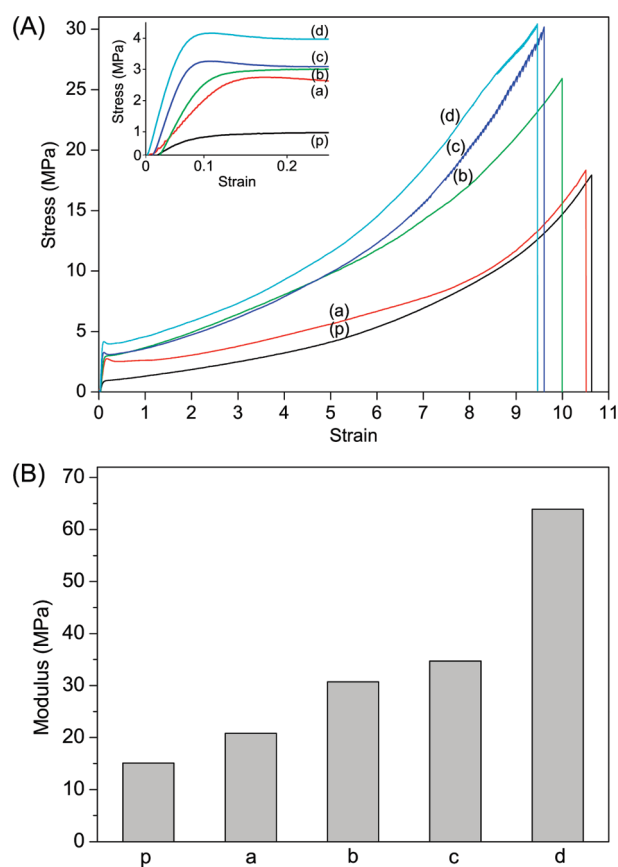 (A)
30
25
20
15
10
5
0
Stress (MPa)
0 1 2 3 4 5 6 7 8 9 10 11
Strain
(d)
(c)
(b)
(a)
(p)
4
3
2
1
0
Stress (MPa)
0 0.1 0.2
Strain
(d)
(c)
(b)
(a)
(p)
(B)
70
60
50
40
30
20
10
0
Modulus (MPa)
p a b c d